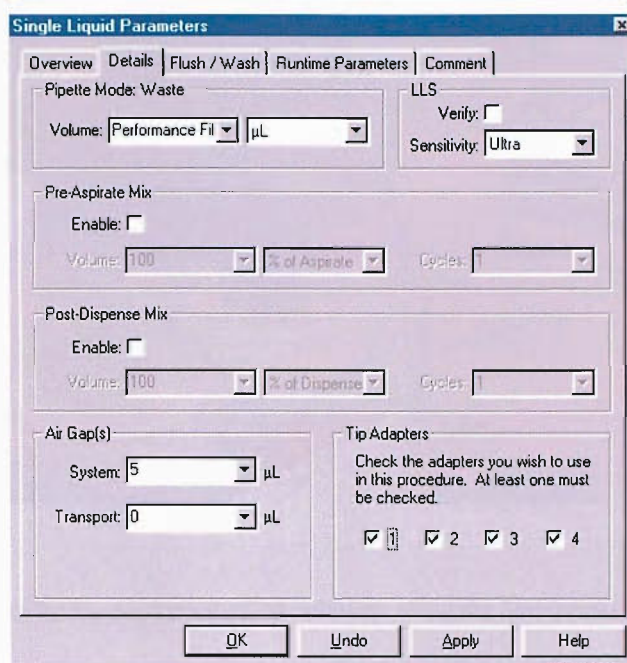 Single Liquid Parameters
Overview Details Flush / Wash Runtime Parameters Comment
Pipette Mode: Waste
Volume: Performance Fil µL
LLS
Verify:
Sensitivity: Ultra
Pre-Aspirate Mix
Enable:
Volume: 100 % of Aspirate Cycles: 1
Post-Dispense Mix
Enable:
Volume: 100 % of Dispense Cycles: 1
Air Gap(s)
System: 5 µL
Transport: 0 µL
Tip Adapters
Check the adapters you wish to use
in this procedure. At least one must
be checked.
1 2 3 4
OK Undo Apply Help